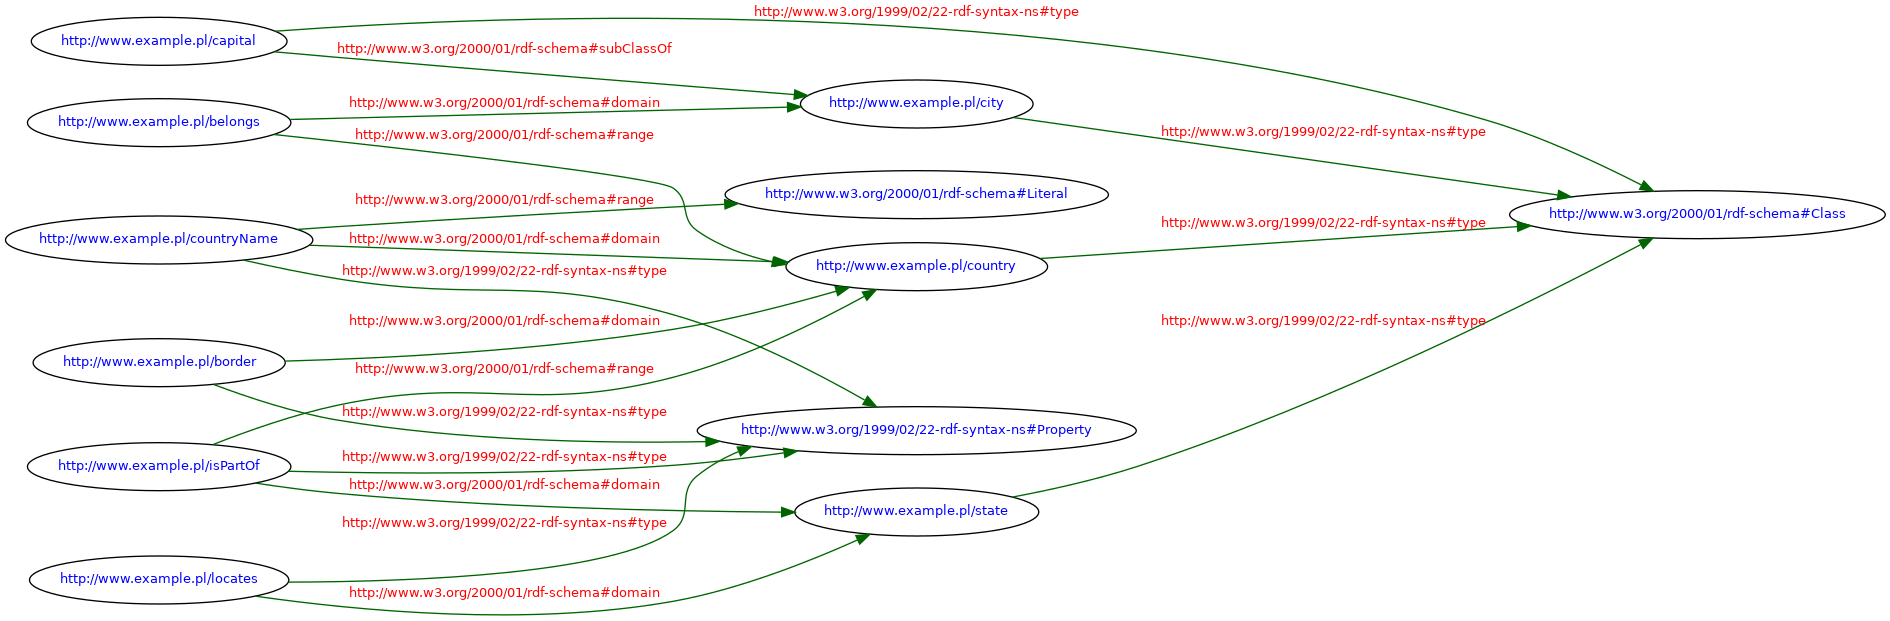 http://www.w3.org/1999/02/22-rdf-syntax-ns#type
http://www.example.pl/capital
http://www.w3.org/2000/01/rdf-schema#subClassOf
http://www.w3.org/2000/01/rdf-schema#domain
http://www.example.pl/city
http://www.example.pl/belongs
http://www.w3.org/2000/01/rdf-schema#range
http://www.w3.org/1999/02/22-rdf-syntax-ns#type
http://www.w3.org/2000/01/rdf-schema#Literal
http://www.w3.org/2000/01/rdf-schema#range
http://www.w3.org/2000/01/rdf-schema#Class
http://www.w3.org/1999/02/22-rdf-syntax-ns#type
http://www.example.pl/countryName
http://www.w3.org/2000/01/rdf-schema#domain
http://www.example.pl/country
http://www.w3.org/1999/02/22-rdf-syntax-ns#type
http://www.w3.org/2000/01/rdf-schema#domain
http://www.w3.org/1999/02/22-rdf-syntax-ns#type
http://www.example.pl/border
http://www.w3.org/2000/01/rdf-schema#range
http://www.w3.org/1999/02/22-rdf-syntax-ns#type
http://www.w3.org/1999/02/22-rdf-syntax-ns#Property
http://www.w3.org/1999/02/22-rdf-syntax-ns#type
http://www.example.pl/isPartOf
http://www.w3.org/2000/01/rdf-schema#domain
http://www.example.pl/state
http://www.w3.org/1999/02/22-rdf-syntax-ns#type
http://www.example.pl/locates
http://www.w3.org/2000/01/rdf-schema#domain